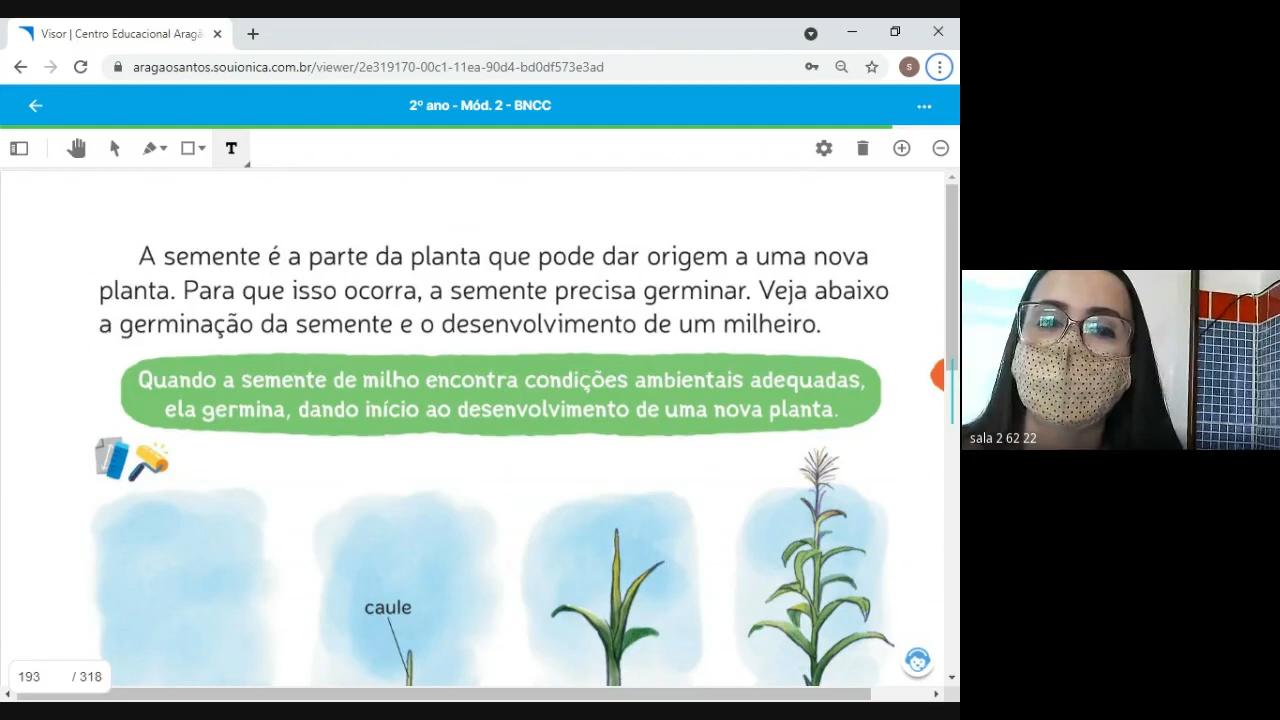 Visor | Centro Educacional Aragã
aragaosantos.souionica.com.br/viewer/2e319170-00c1-11ea-90d4-bd0df573e3ad
S
2º ano - Mód. 2 - BNCC
T
A semente é a parte da planta que pode dar origem a uma nova
planta. Para que isso ocorra, a semente precisa germinar. Veja abaixo
a germinação da semente e o desenvolvimento de um milheiro.
Quando a semente de milho encontra condições ambientais adequadas,
ela germina, dando início ao desenvolvimento de uma nova planta.
caule
193 / 318
sala 2 62 22